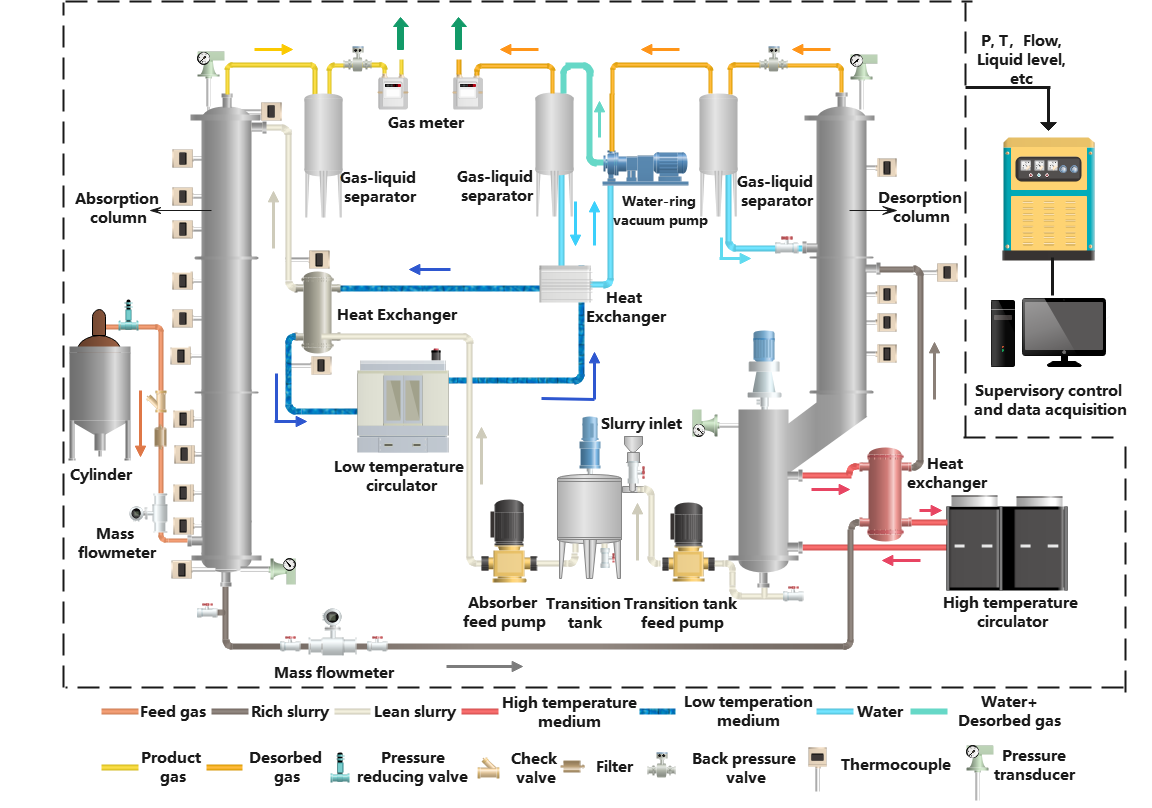 P, T, Flow,
Liquid level,
etc
Gas meter
Absorption
column
Gas-liquid
separator
Gas-liquid
separator
Water-ring
vacuum pump
Gas-liquid
separator
Desorption
column
Heat Exchanger
Heat
Exchanger
Supervisory control
and data acquisition
Cylinder
Low temperature
circulator
Slurry inlet
Heat
exchanger
Mass
flowmeter
Absorber
feed pump
Transition
tank
Transition tank
feed pump
High temperature
circulator
Mass flowmeter
Feed gas
Rich slurry
Lean slurry
High temperature
medium
Low temperation
medium
Water
Water+
Desorbed gas
Product
gas
Desorbed
gas
Pressure
reducing valve
Check
valve
Filter
Back pressure
valve
Thermocouple
Pressure
transducer